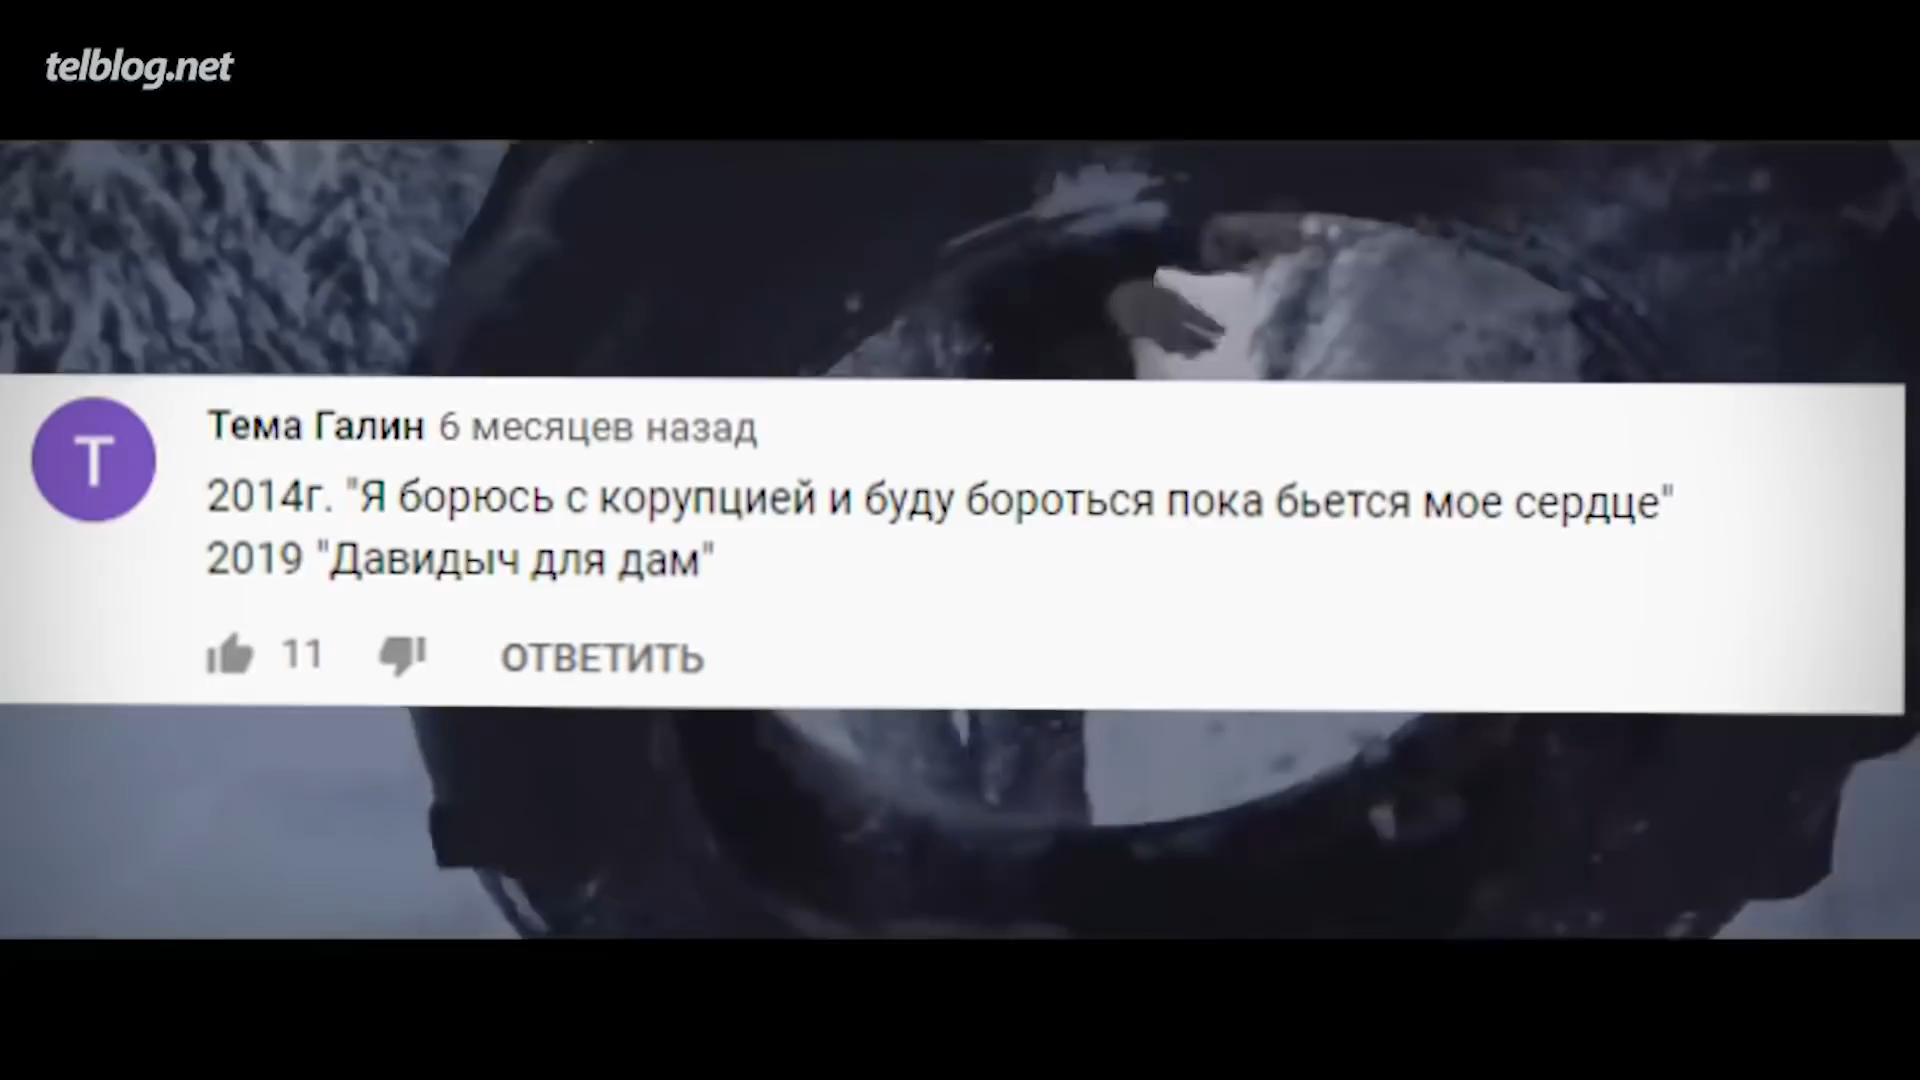 telblog.net
Тема Галин 6 месяцев назад
Т
2014г. "Я борюсь с корупцией и буду бороться пока бьется мое сердце"
2019 "Давидыч для дам"
11 ОТВЕТИТЬ